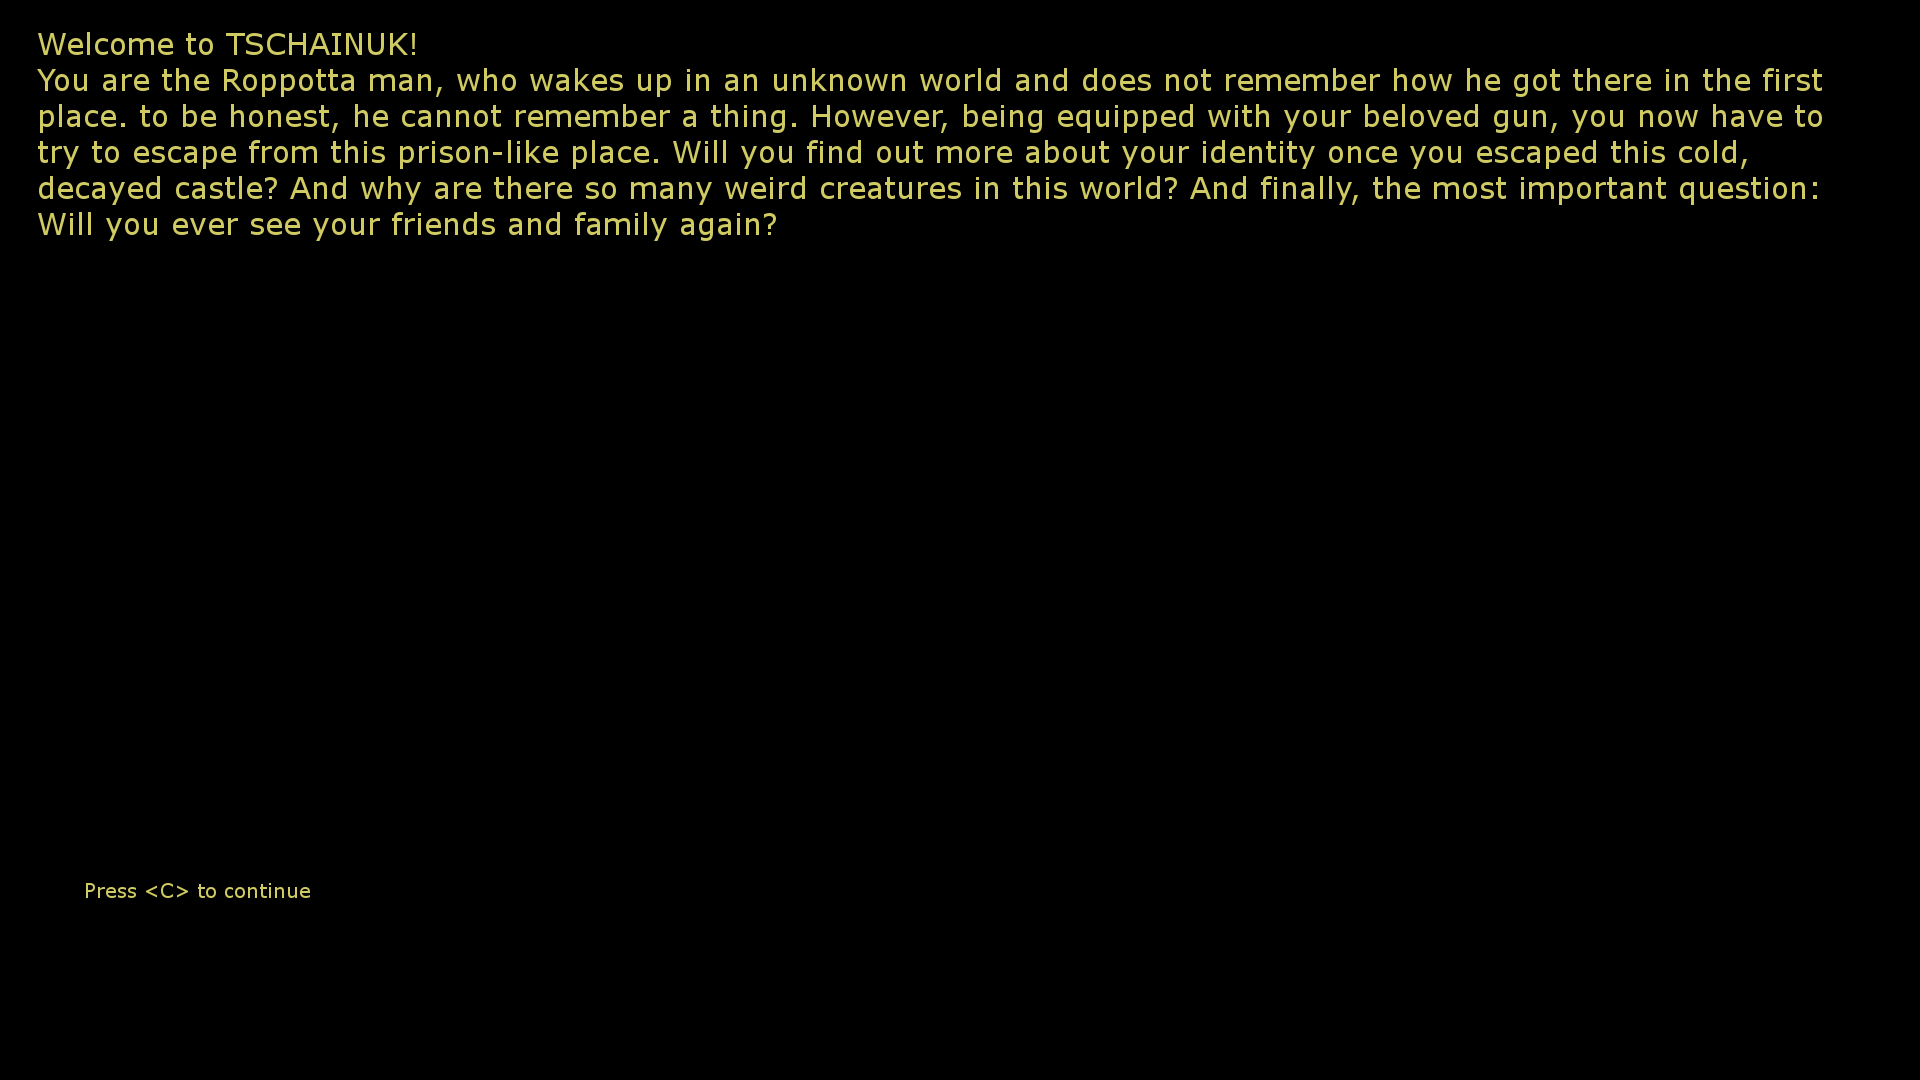 Welcome to TSCHAINUK!
You are the Roppotta man, who wakes up in an unknown world and does not remember how he got there in the first
place. to be honest, he cannot remember a thing. However, being equipped with your beloved gun, you now have to
try to escape from this prison-like place. Will you find out more about your identity once you escaped this cold,
decayed castle? And why are there so many weird creatures in this world? And finally, the most important question:
Will you ever see your friends and family again?
Press <C> to continue